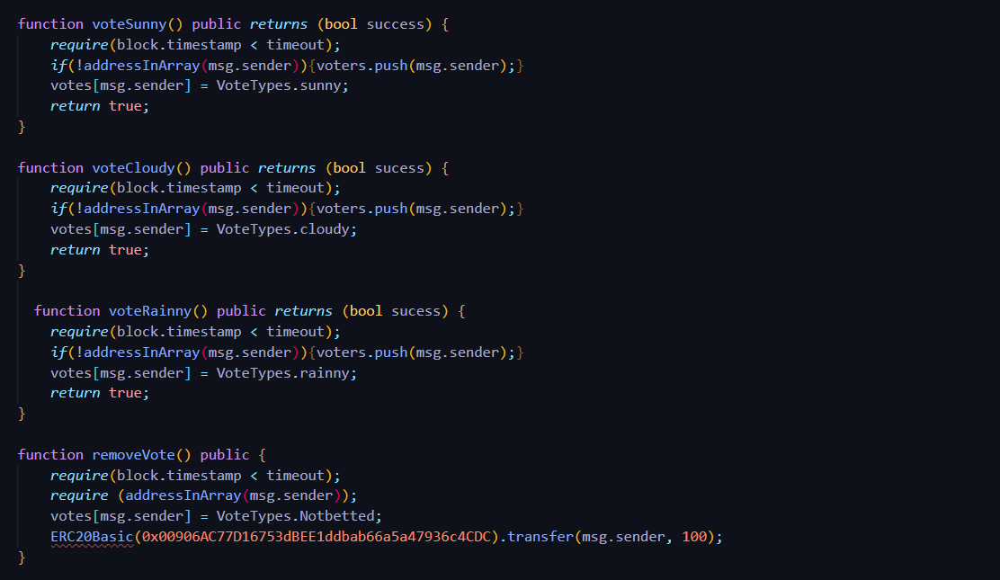 function voteSunny() public returns (bool success) {
    require(block.timestamp < timeout);
    if(!addressInArray(msg.sender)){voters.push(msg.sender);}
    votes[msg.sender] = VoteTypes.sunny;
    return true;
}

function voteCloudy() public returns (bool sucess) {
    require(block.timestamp < timeout);
    if(!addressInArray(msg.sender)){voters.push(msg.sender);}
    votes[msg.sender] = VoteTypes.cloudy;
    return true;
}

  function voteRainny() public returns (bool sucess) {
    require(block.timestamp < timeout);
    if(!addressInArray(msg.sender)){voters.push(msg.sender);}
    votes[msg.sender] = VoteTypes.rainny;
    return true;
}

function removeVote() public {
    require(block.timestamp < timeout);
    require (addressInArray(msg.sender));
    votes[msg.sender] = VoteTypes.Notbetted;
    ERC20Basic(0x00906AC77D16753dBEE1ddbab66a5a47936c4CDC).transfer(msg.sender, 100);
}